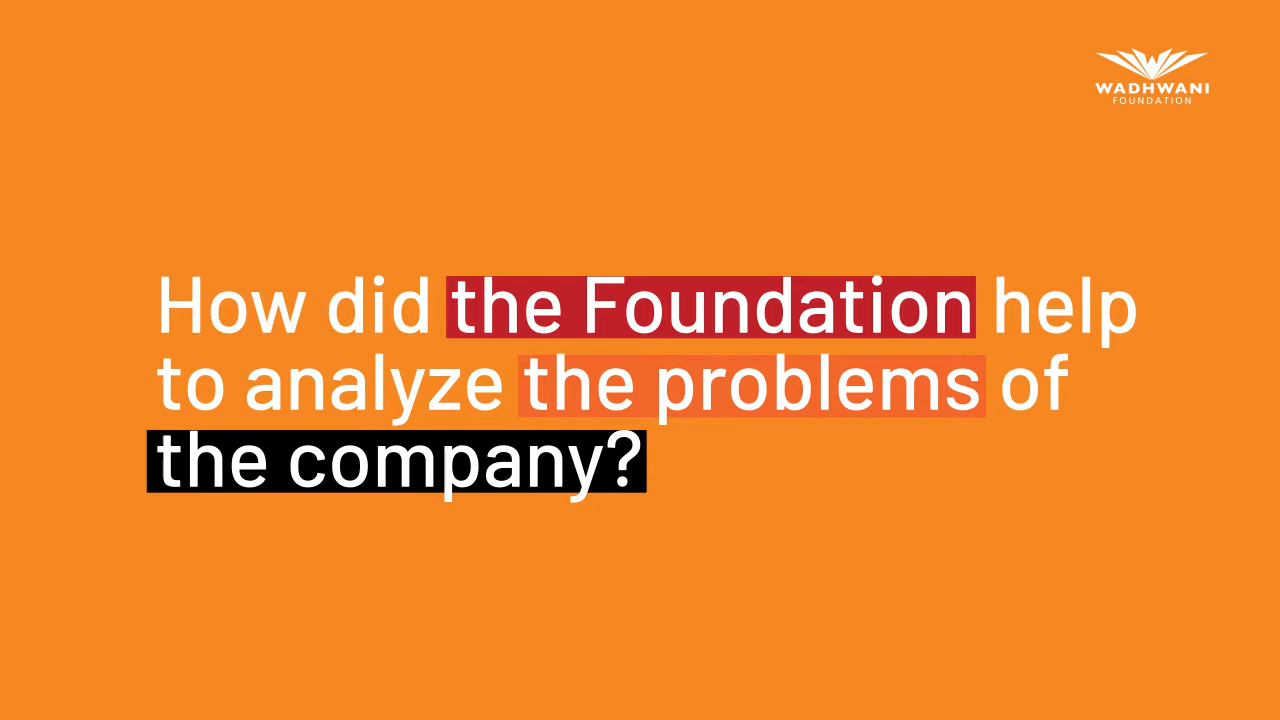 WADHWANI
FOUNDATION
How did the Foundation help
to analyze the problems of
the company?